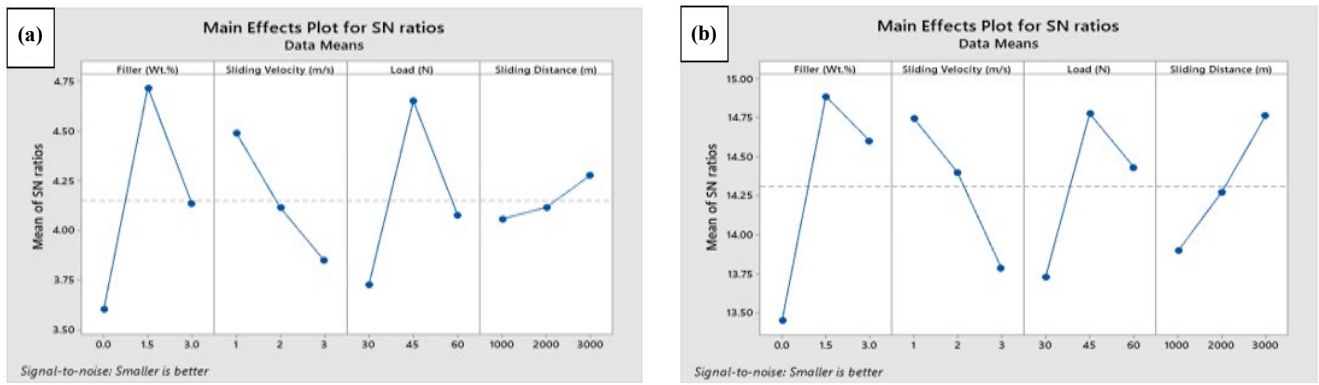 (a)
Main Effects Plot for SN ratios
Data Means
Filler (Wt.%) Sliding Velocity (m/s) Load (N) Sliding Distance (m)
4.75
4.50
4.25
4.00
3.75
3.50
Mean of SN ratios
0.0 1.5 3.0 1 2 3 30 45 60 1000 2000 3000
Signal-to-noise: Smaller is better
(b)
Main Effects Plot for SN ratios
Data Means
Filler (Wt.%) Sliding Velocity (m/s) Load (N) Sliding Distance (m)
15.00
14.75
14.50
14.25
14.00
13.75
13.50
Mean of SN ratios
0.0 1.5 3.0 1 2 3 30 45 60 1000 2000 3000
Signal-to-noise: Smaller is better